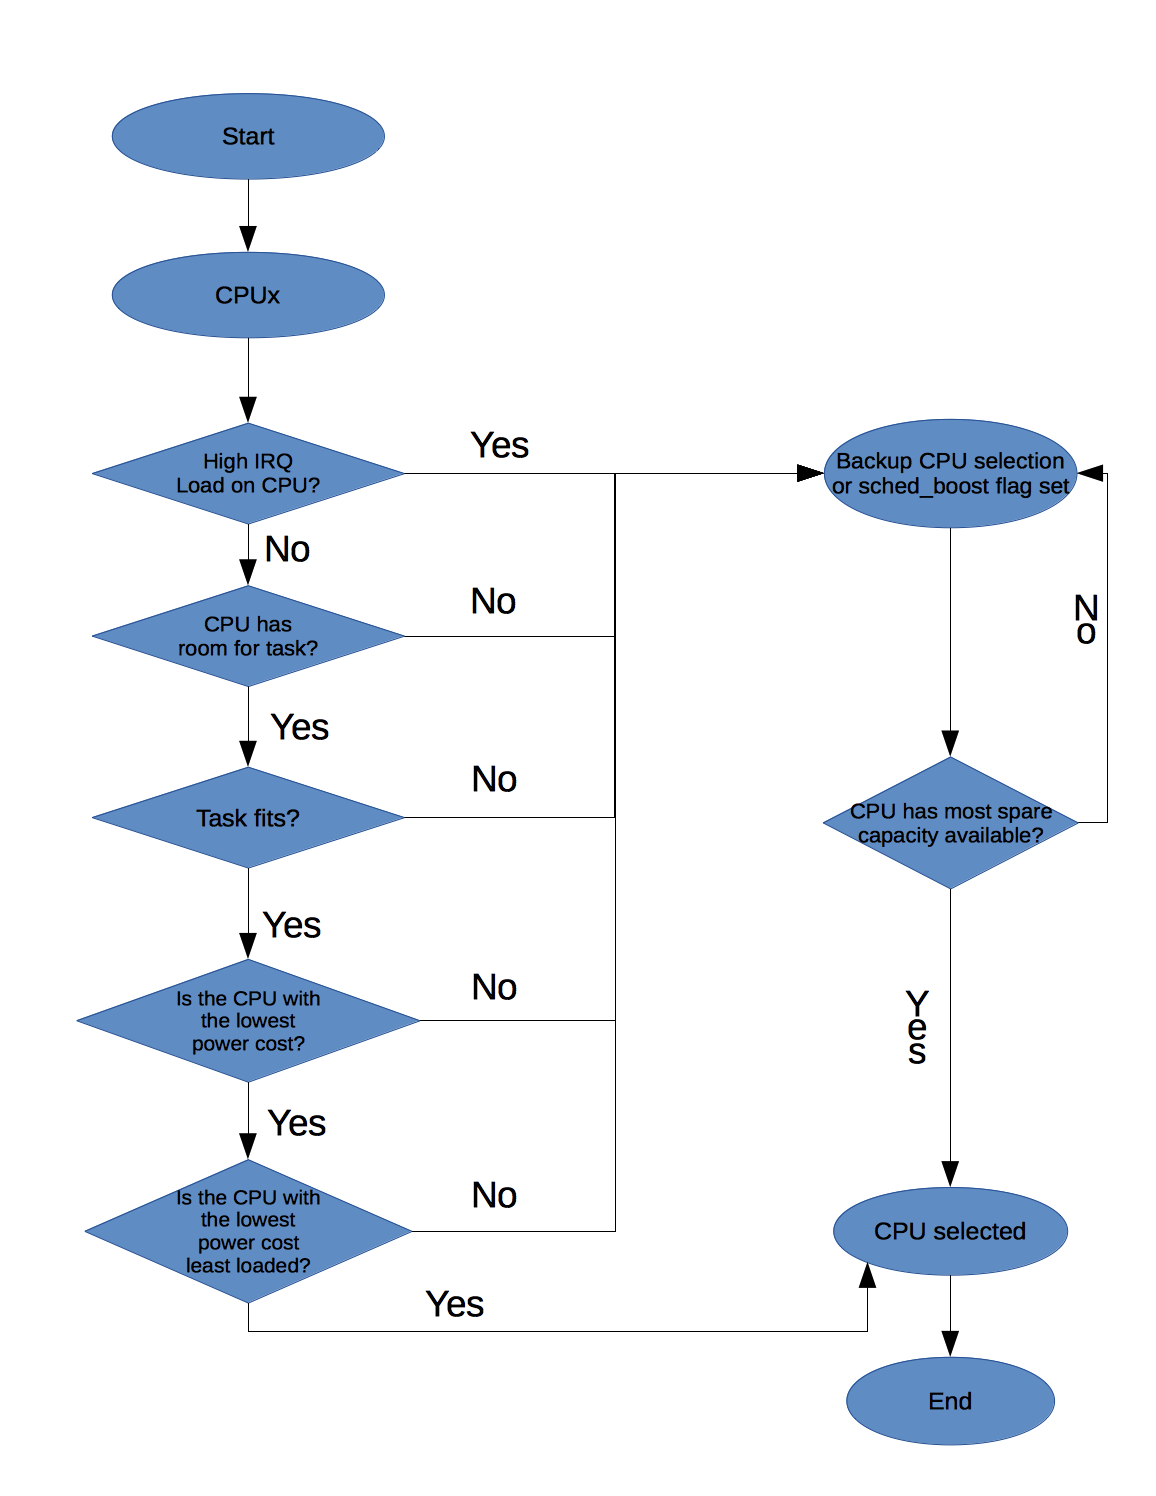 Start
CPUx
High IRQ
Load on CPU?
Yes
Backup CPU selection
or sched_boost flag set
No
CPU has
room for task?
No
No
Yes
Task fits?
No
CPU has most spare
capacity available?
Yes
Is the CPU with
the lowest
power cost?
No
Yes
Yes
Is the CPU with
the lowest
power cost
least loaded?
No
CPU selected
Yes
End